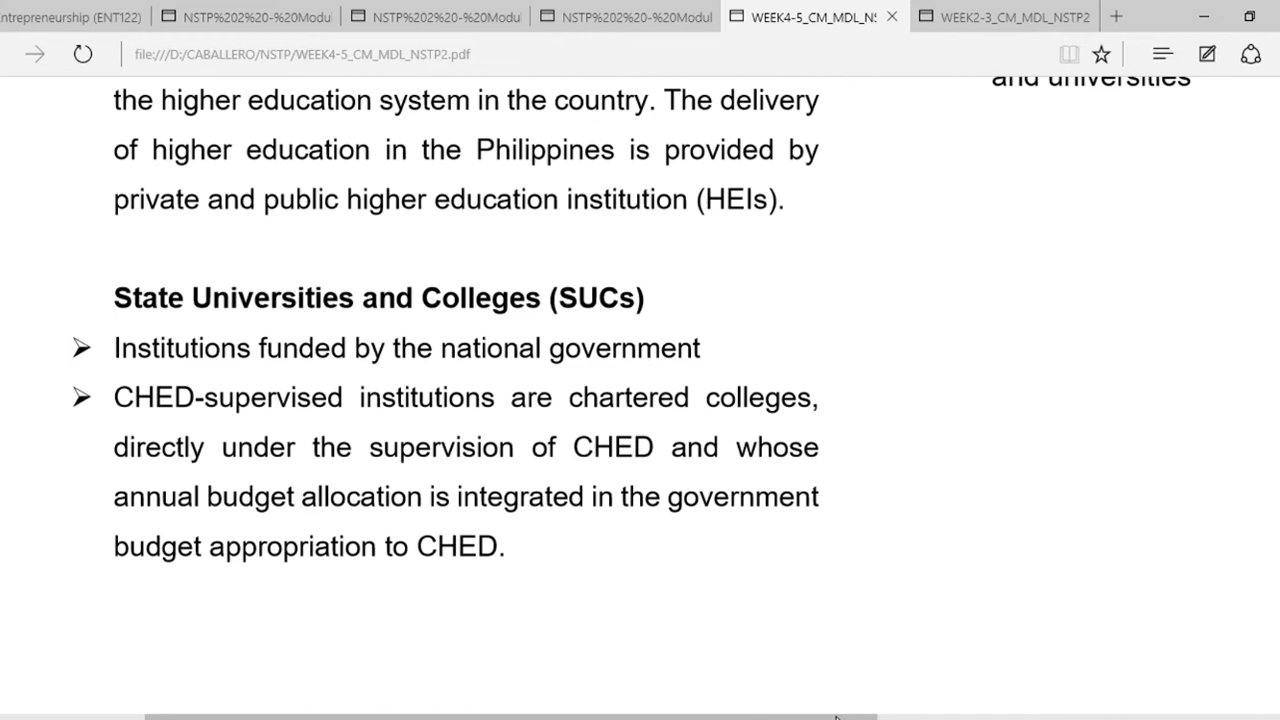 ntrepreneurship (ENT122)
NSTP%202%20-%20Modul
NSTP%202%20-%20Modul
NSTP%202%20-%20Modul
WEEK4-5_CM_MDL_NS
WEEK2-3_CM_MDL_NSTP2
file:///D:/CABALLERO/NSTP/WEEK4-5_CM_MDL_NSTP2.pdf
and universities
the higher education system in the country. The delivery
of higher education in the Philippines is provided by
private and public higher education institution (HEIs).
State Universities and Colleges (SUCs)
➢ Institutions funded by the national government
➢ CHED-supervised institutions are chartered colleges,
directly under the supervision of CHED and whose
annual budget allocation is integrated in the government
budget appropriation to CHED.